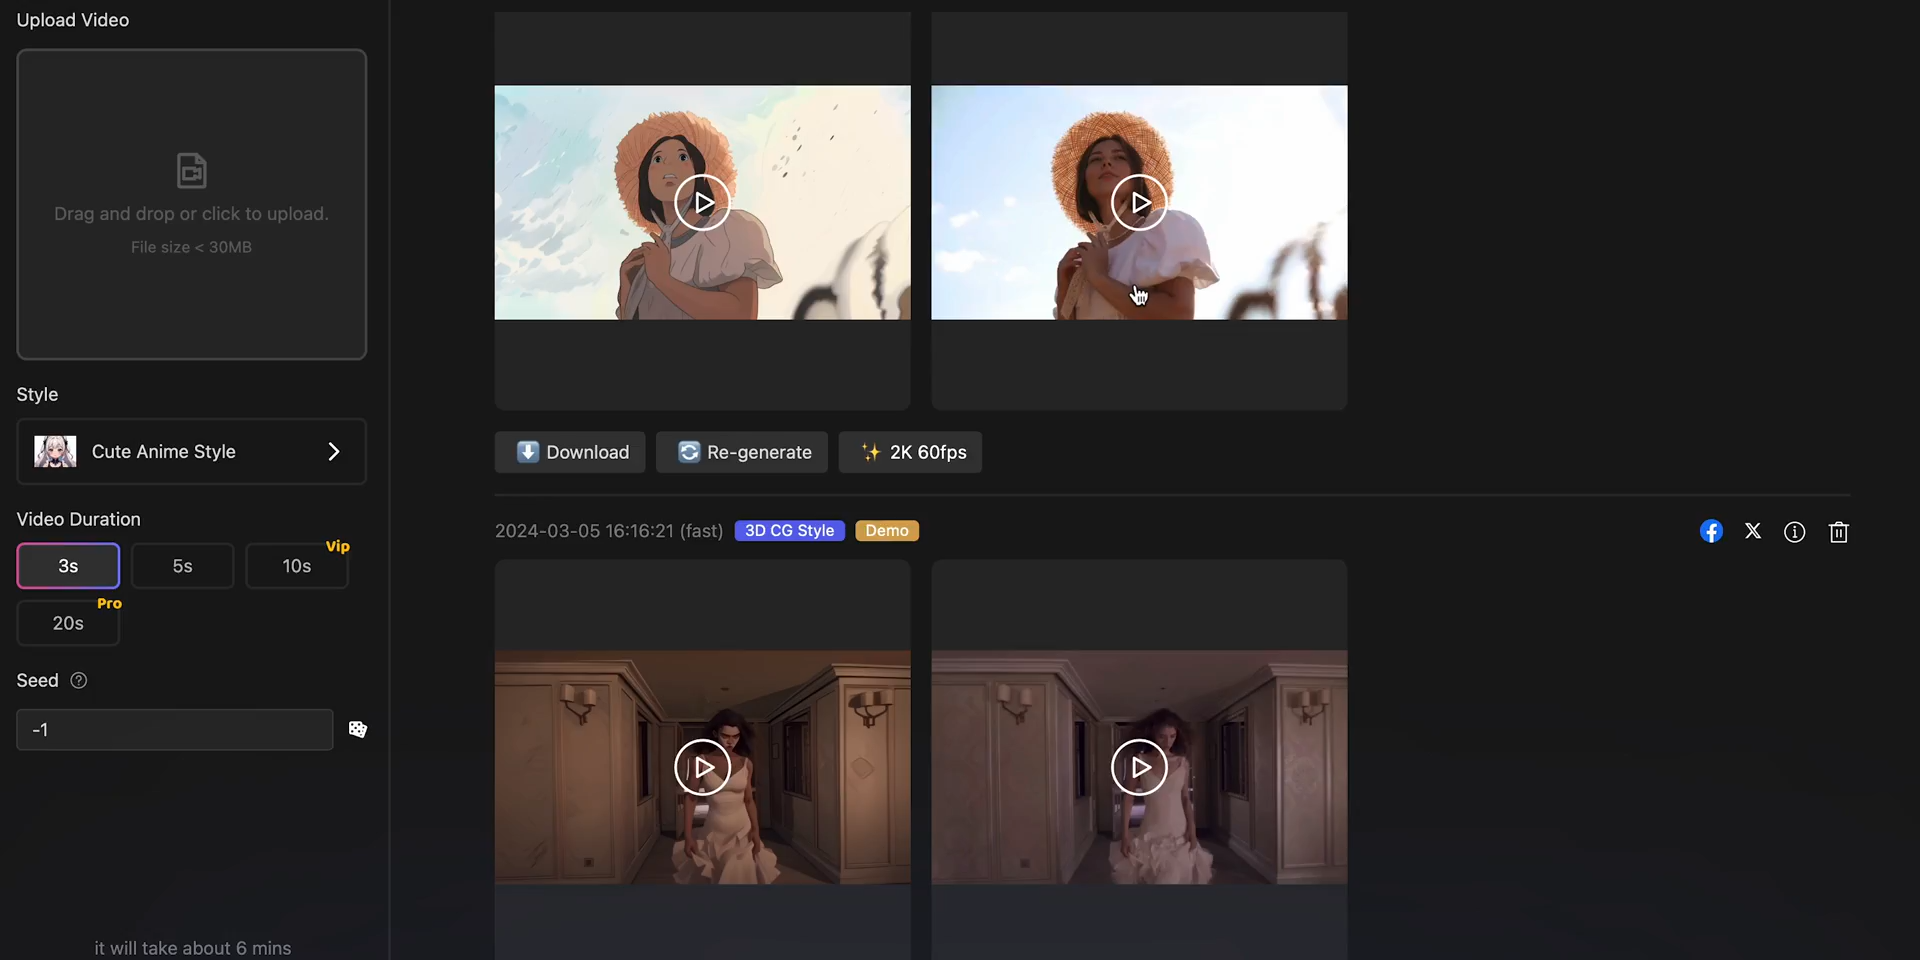 Upload Video
Drag and drop or click to upload.
File size < 30MB
Style
Cute Anime Style
Video Duration
3s
5s
10s
Vip
20s
Pro
Seed
-1
it will take about 6 mins
Download
Re-generate
2K 60fps
2024-03-05 16:16:21 (fast) 3D CG Style Demo